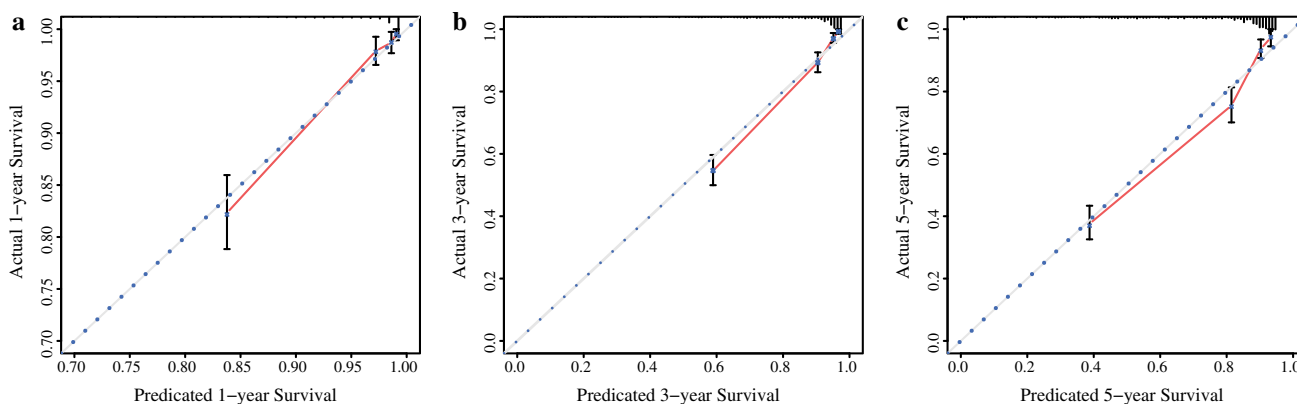 a
Actual 1−year Survival
1.00
0.95
0.90
0.85
0.80
0.75
0.70
0.70 0.75 0.80 0.85 0.90 0.95 1.00
Predicated 1−year Survival
b
Actual 3−year Survival
1.0
0.8
0.6
0.4
0.2
0.0
0.0 0.2 0.4 0.6 0.8 1.0
Predicated 3−year Survival
c
Actual 5−year Survival
1.0
0.8
0.6
0.4
0.2
0.0
0.0 0.2 0.4 0.6 0.8 1.0
Predicated 5−year Survival